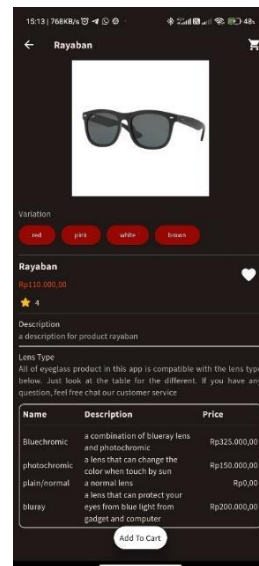 15:13 | 768KB/s
48%
Rayaban
Variation
red pink white brown
Rayaban
Rp110.000,00
4
Description
a description for product rayaban
Lens Type
All of eyeglass product in this app is compatible with the lens type
below. Just look at the table for the different. If you have any
question, feel free chat our customer service
Name Description Price
Bluechromic a combination of blueray lens and photochromic Rp325.000,00
photochromic a lens that can change the color when touch by sun Rp150.000,00
plain/normal a normal lens Rp0,00
bluray a lens that can protect your eyes from blue light from gadget and computer Rp200.000,00
Add To Cart